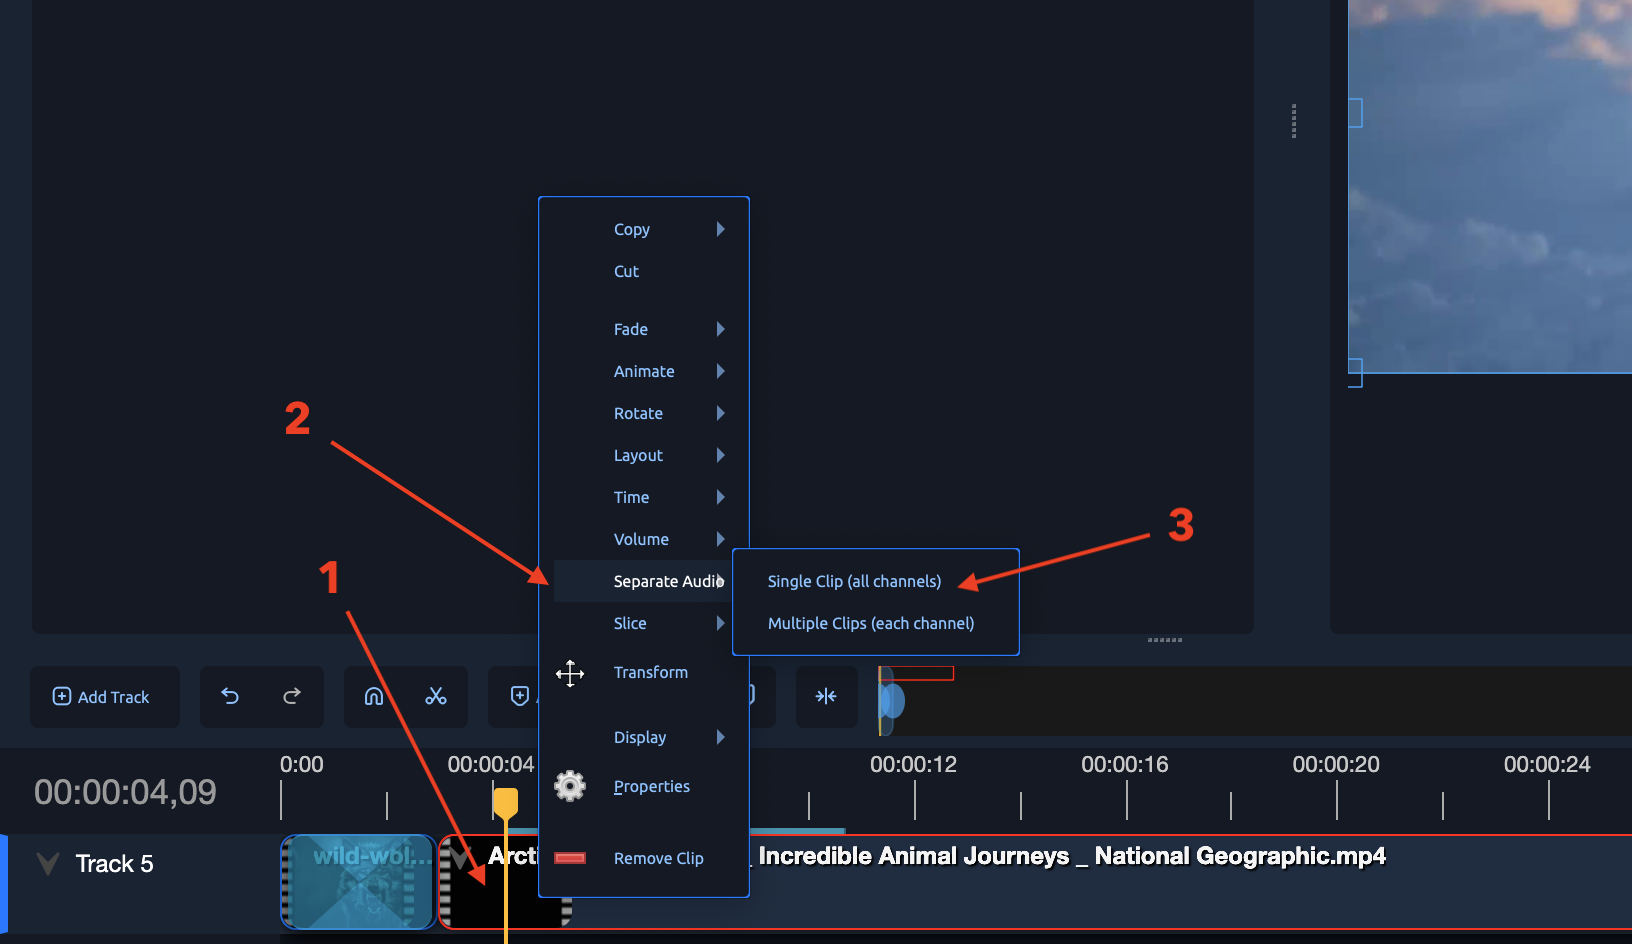 Copy
Cut
Fade
Animate
Rotate
2
Layout
Time
3
Volume
1
Separate Audio
Single Clip (all channels)
Slice
Multiple Clips (each channel)
Transform
Add Track
Display
0:00
00:00:04
00:00:12
00:00:16
00:00:20
00:00:24
00:00:04,09
Properties
Track 5
wild-wol...
Arcti
_ Incredible Animal Journeys _ National Geographic.mp4
Remove Clip